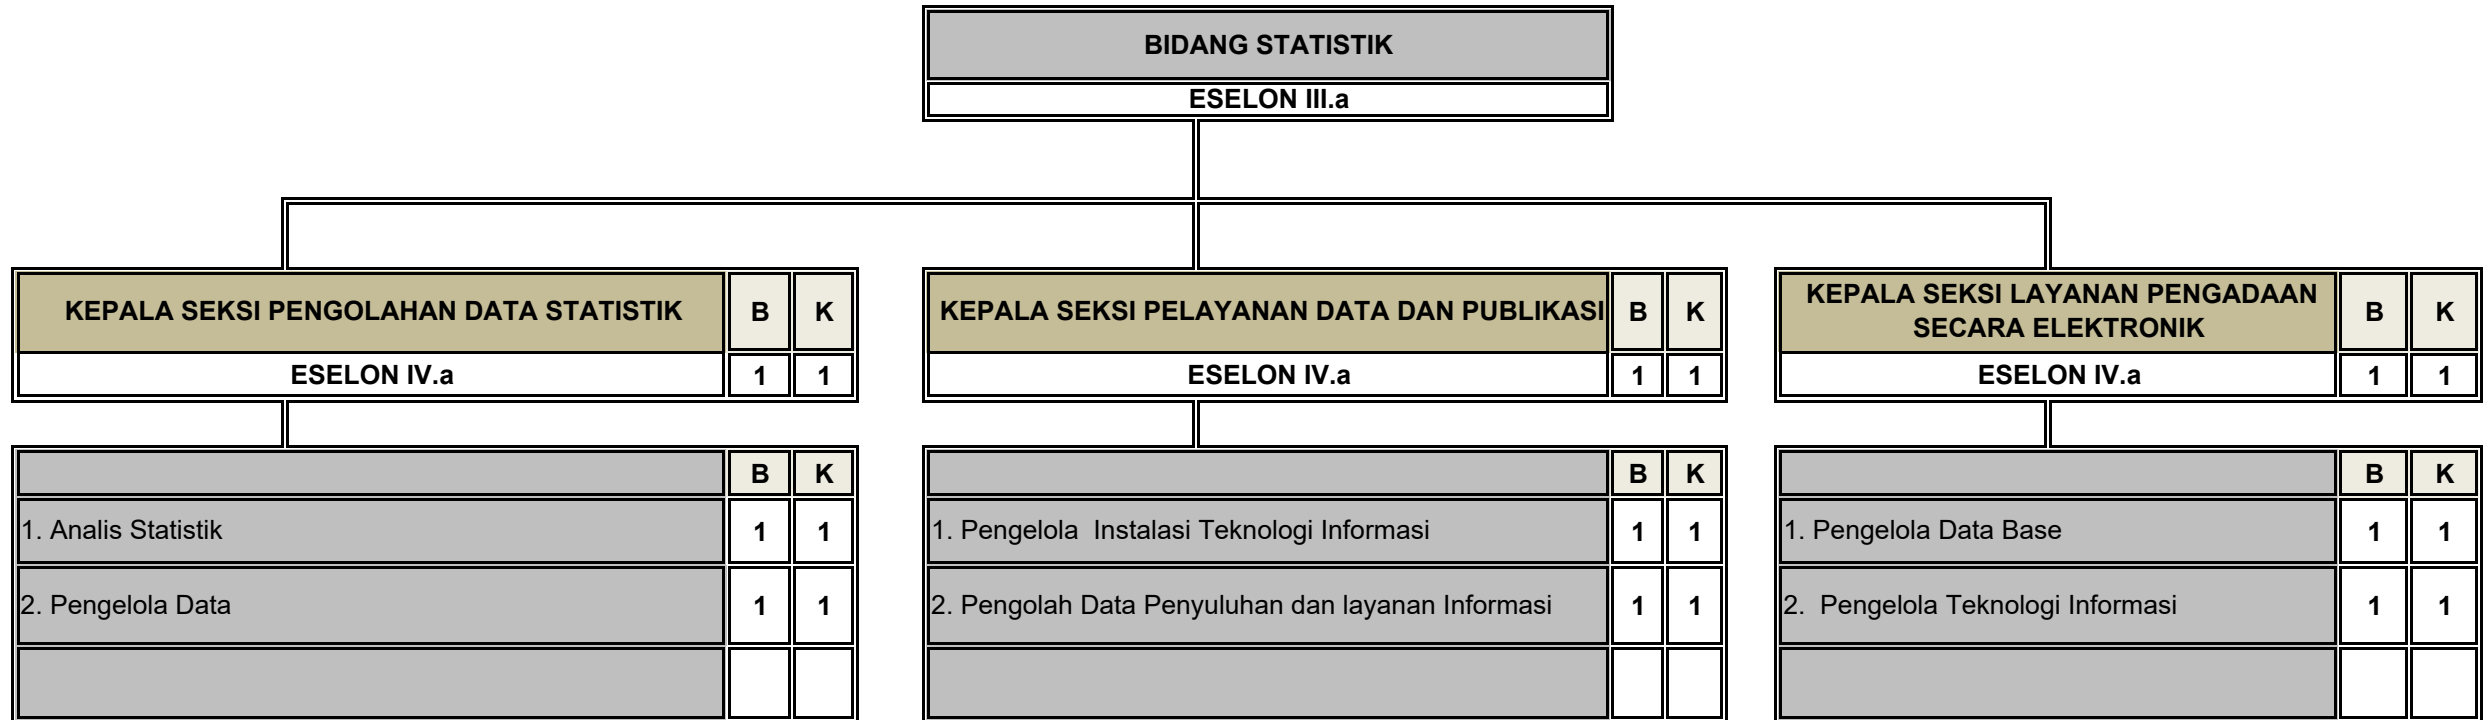 BIDANG STATISTIK
ESELON III.a
KEPALA SEKSI PENGOLAHAN DATA STATISTIK B K
ESELON IV.a 1 1
B K
1. Analis Statistik 1 1
2. Pengelola Data 1 1
KEPALA SEKSI PELAYANAN DATA DAN PUBLIKASI B K
ESELON IV.a 1 1
B K
1. Pengelola  Instalasi Teknologi Informasi 1 1
2. Pengolah Data Penyuluhan dan layanan Informasi 1 1
KEPALA SEKSI LAYANAN PENGADAAN
SECARA ELEKTRONIK B K
ESELON IV.a 1 1
B K
1. Pengelola Data Base 1 1
2.  Pengelola Teknologi Informasi 1 1